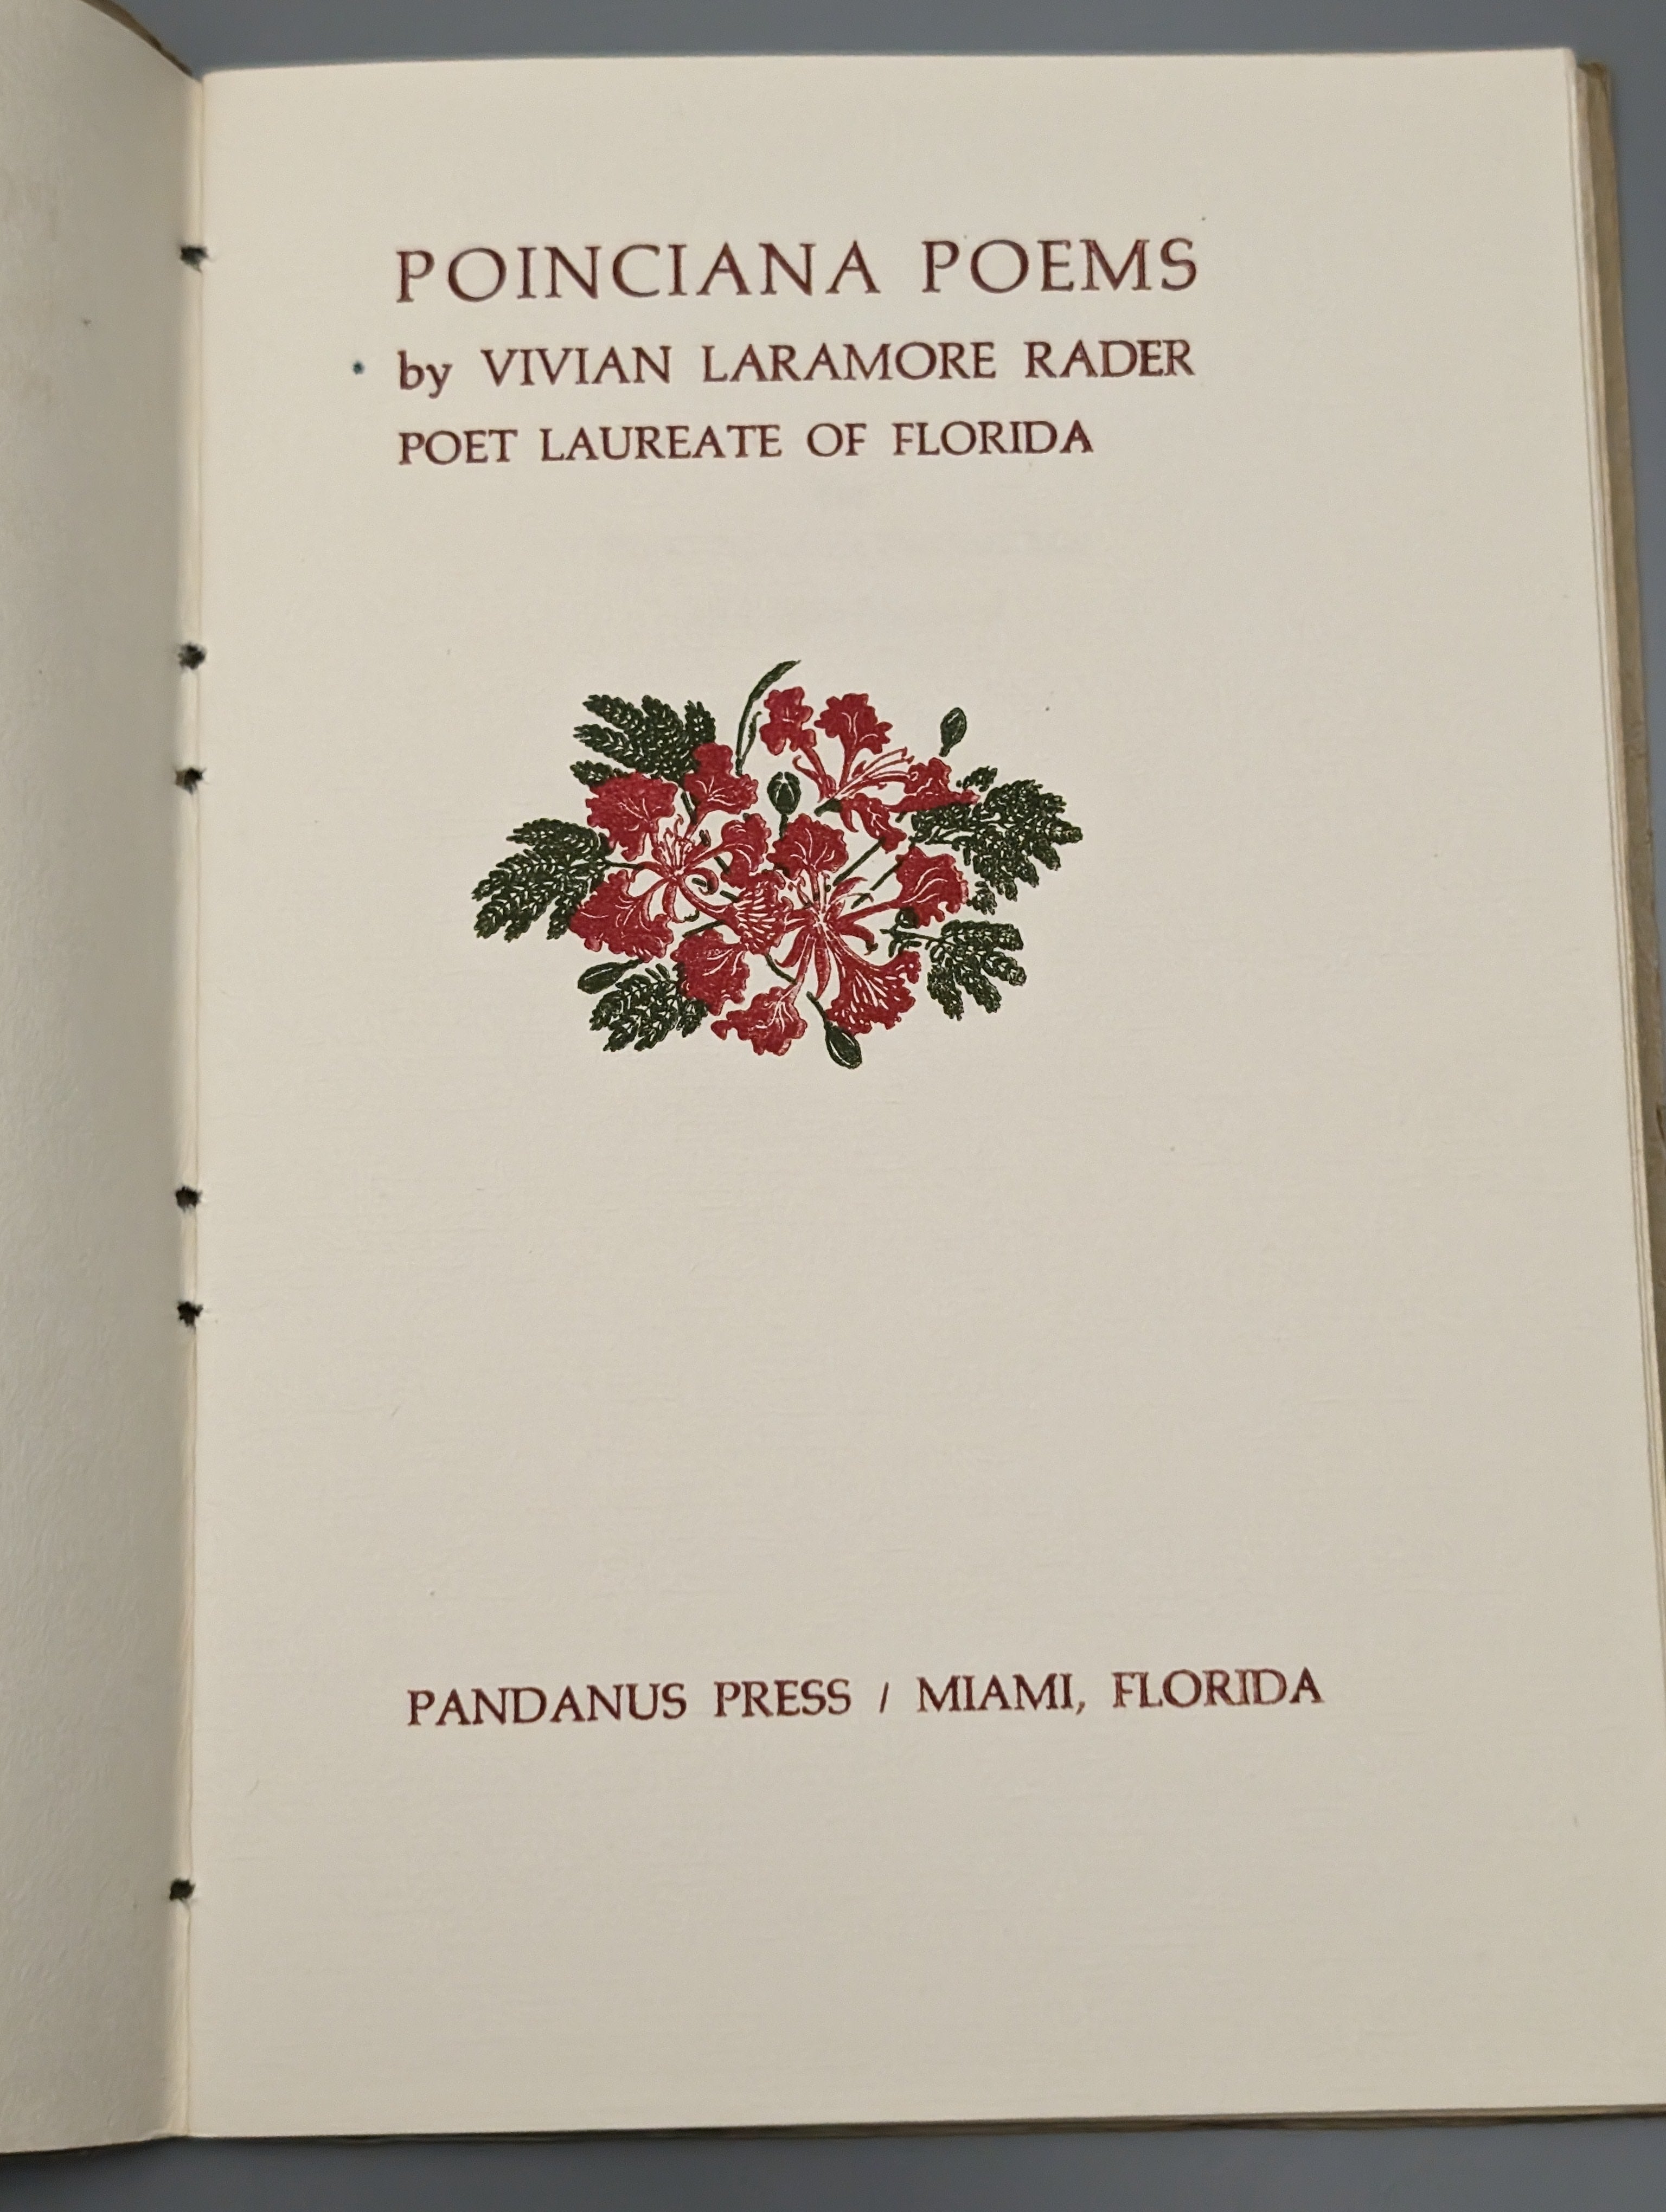 POINCIANA POEMS
by VIVIAN LARAMORE RADER
POET LAUREATE OF FLORIDA
PANDANUS PRESS / MIAMI, FLORIDA